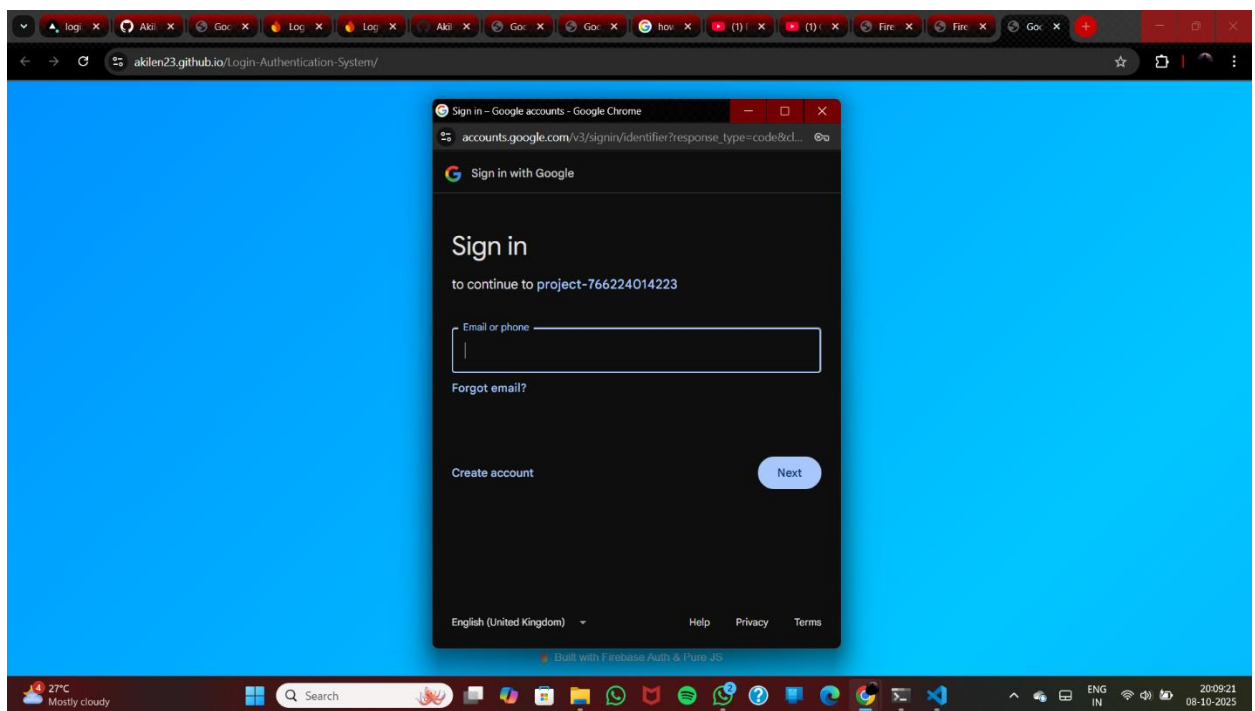 logi Akil Goo Log Log Akil Goo Goo how (1) (1) Fire Fire Goo
akilen23.github.io/Login-Authentication-System/
Sign in – Google accounts - Google Chrome
accounts.google.com/v3/signin/identifier?response_type=code&cl...
Sign in with Google
Sign in
to continue to project-766224014223
Email or phone
Forgot email?
Create account Next
English (United Kingdom) Help Privacy Terms
Built with Firebase Auth & Pure JS
4 27°C
Mostly cloudy
Search
2
ENG
IN
20:09:21
08-10-2025